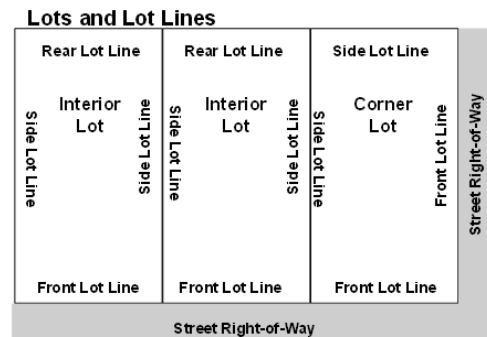 Lots and Lot Lines
Rear Lot Line
Rear Lot Line
Side Lot Line
Side Lot Line
Interior
Lot
Side Lot Line
Side Lot Line
Interior
Lot
Side Lot Line
Side Lot Line
Corner
Lot
Front Lot Line
Street Right-of-Way
Front Lot Line
Front Lot Line
Front Lot Line
Street Right-of-Way